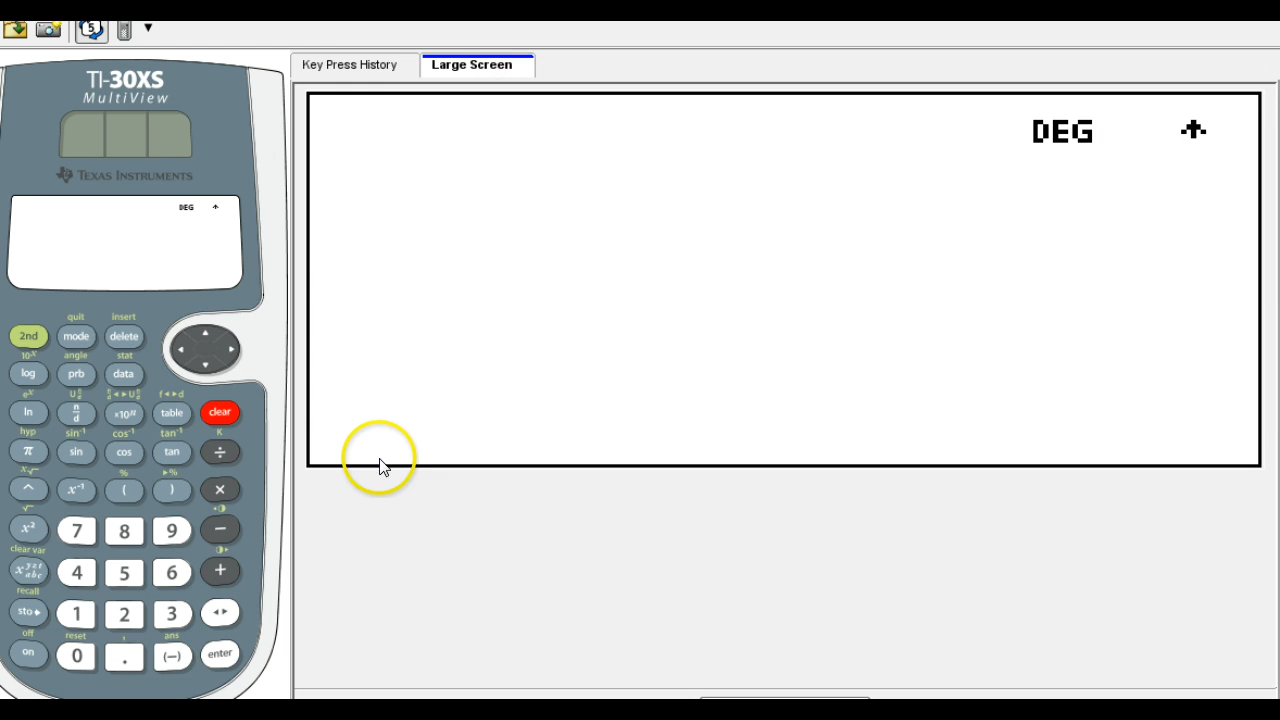 5
Key Press History
Large Screen
TI-30XS
MultiView
TEXAS INSTRUMENTS
DEG
DEG
quit insert
2nd mode delete
10ˣ angle stat
log prb data
eˣ U n/d n/d◄►U n/d f◄►d
ln n/d ×10ⁿ table clear
hyp sin⁻¹ cos⁻¹ tan⁻¹ K
π sin cos tan ÷
ˣ√ % ►%
^ x⁻¹ ( ) ×
√
x² 7 8 9 −
clear var
x y z t a b c 4 5 6 +
recall
sto► 1 2 3 ◄►
off reset , ans
on 0 . (−) enter